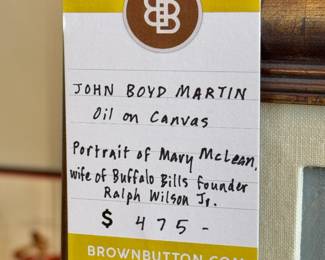 BB
JOHN BOYD MARTIN
Oil on Canvas
Portrait of Mary McLean,
wife of Buffalo Bills founder
Ralph Wilson Jr.
$ 475-
BROWNBUTTON.COM